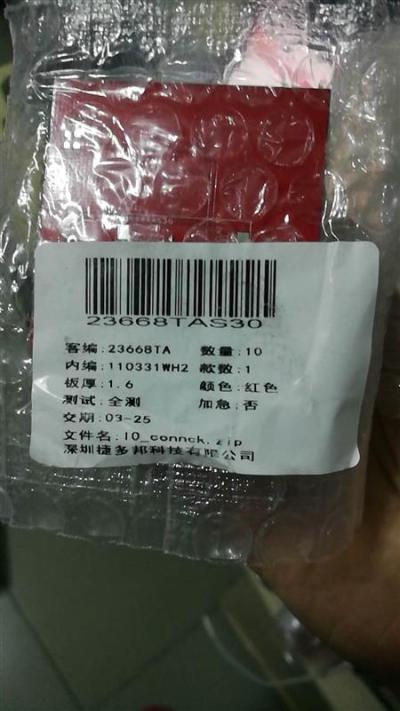 23668TAS30
客编:23668TA 数量:10
内编:110331WH2 款数:1
板厚:1.6 颜色:红色
测试:全测 加急:否
交期:03-25
文件名:IO_connck.zip
深圳捷多邦科技有限公司